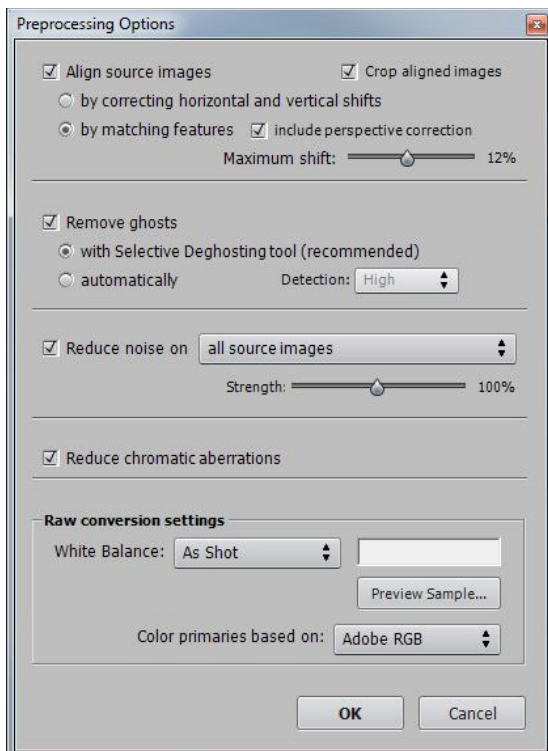 Preprocessing Options
Align source images Crop aligned images
by correcting horizontal and vertical shifts
by matching features include perspective correction
Maximum shift: 12%
Remove ghosts
with Selective Deghosting tool (recommended)
automatically Detection: High
Reduce noise on all source images
Strength: 100%
Reduce chromatic aberrations
Raw conversion settings
White Balance: As Shot
Preview Sample...
Color primaries based on: Adobe RGB
OK Cancel